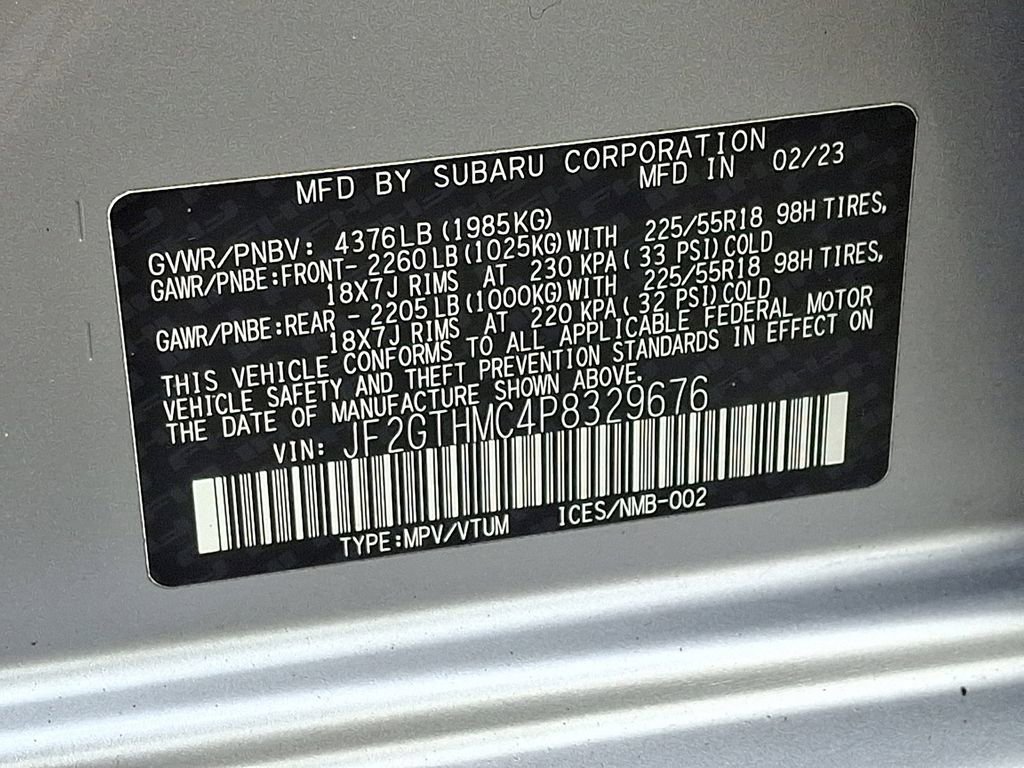 MFD BY SUBARU CORPORATION
MFD IN 02/23
GVWR/PNBV: 4376LB (1985KG)
GAWR/PNBE:FRONT- 2260LB(1025KG)WITH 225/55R18 98H TIRES,
18X7J RIMS AT 230 KPA( 33 PSI)COLD
GAWR/PNBE:REAR - 2205LB(1000KG)WITH 225/55R18 98H TIRES,
18X7J RIMS AT 220 KPA( 32 PSI)COLD
THIS VEHICLE CONFORMS TO ALL APPLICABLE FEDERAL MOTOR
VEHICLE SAFETY AND THEFT PREVENTION STANDARDS IN EFFECT ON
THE DATE OF MANUFACTURE SHOWN ABOVE.
VIN: JF2GTHMC4P8329676
TYPE:MPV/VTUM ICES/NMB-002